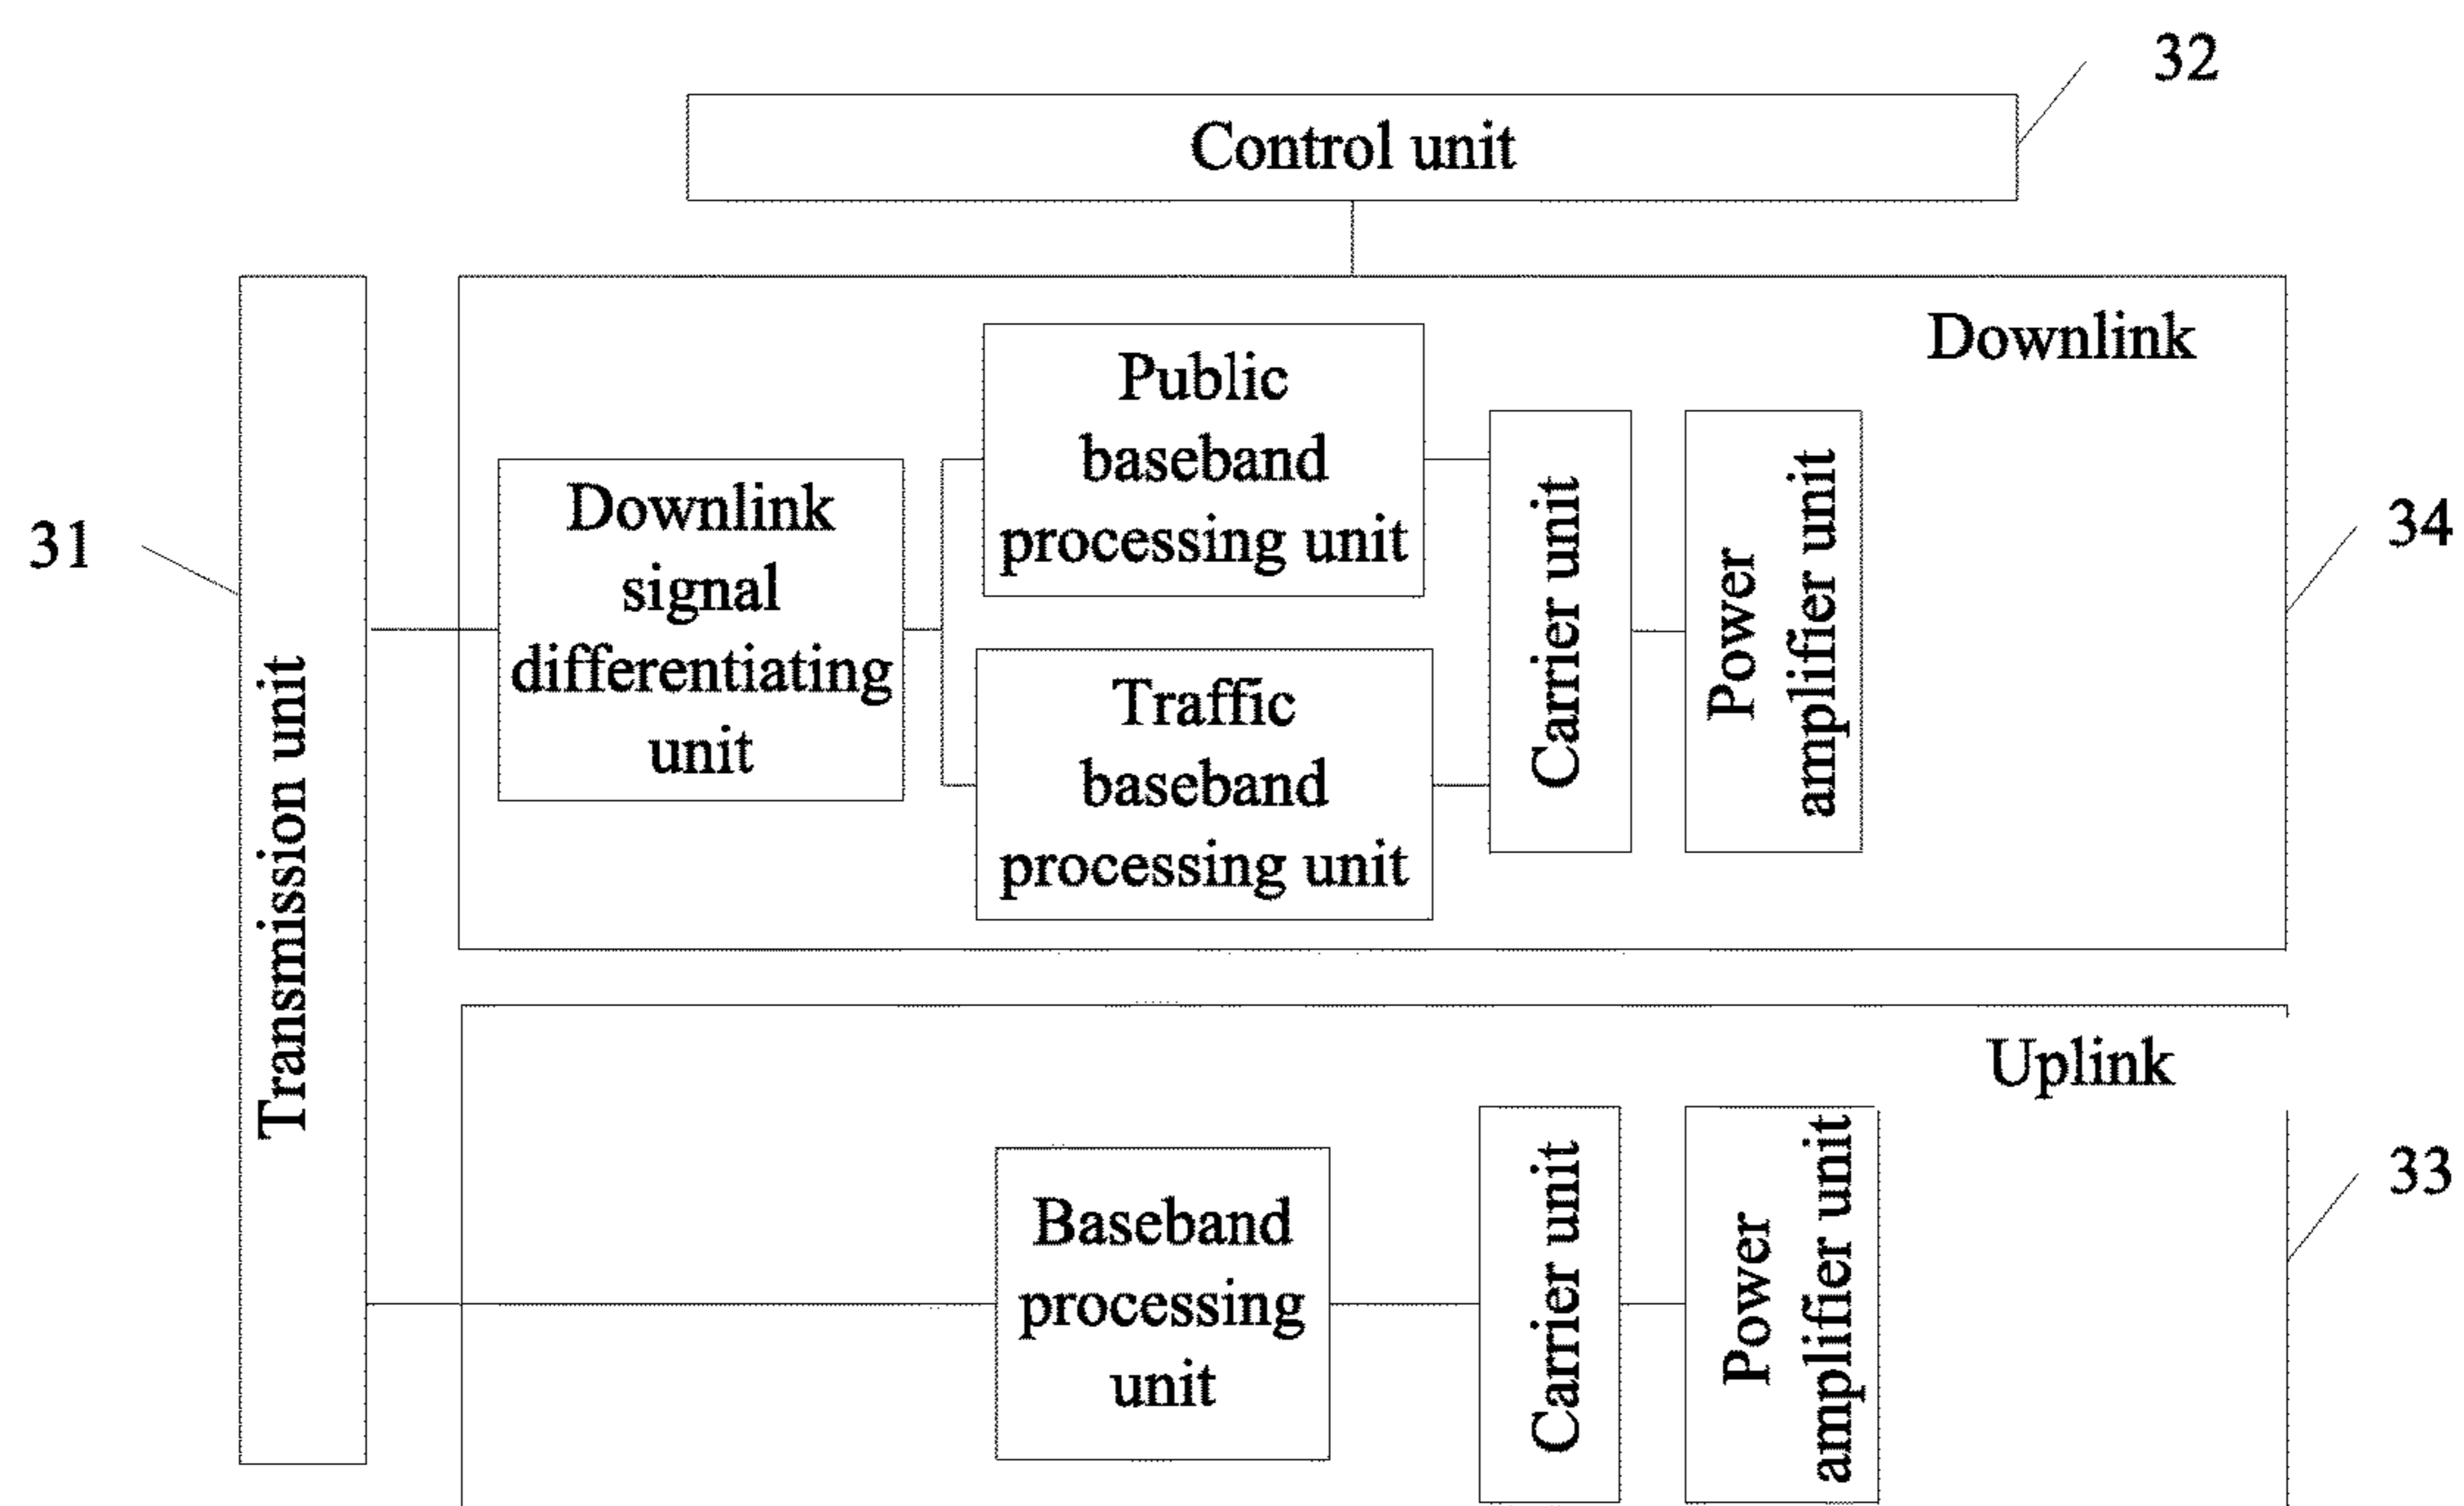 32
Control unit
Downlink
Public
baseband
processing unit
Downlink
signal
differentiating
unit
Traffic
baseband
processing unit
Carrier unit
Power
amplifier unit
31
34
Transmission unit
Uplink
Baseband
processing
unit
Carrier unit
Power
amplifier unit
33